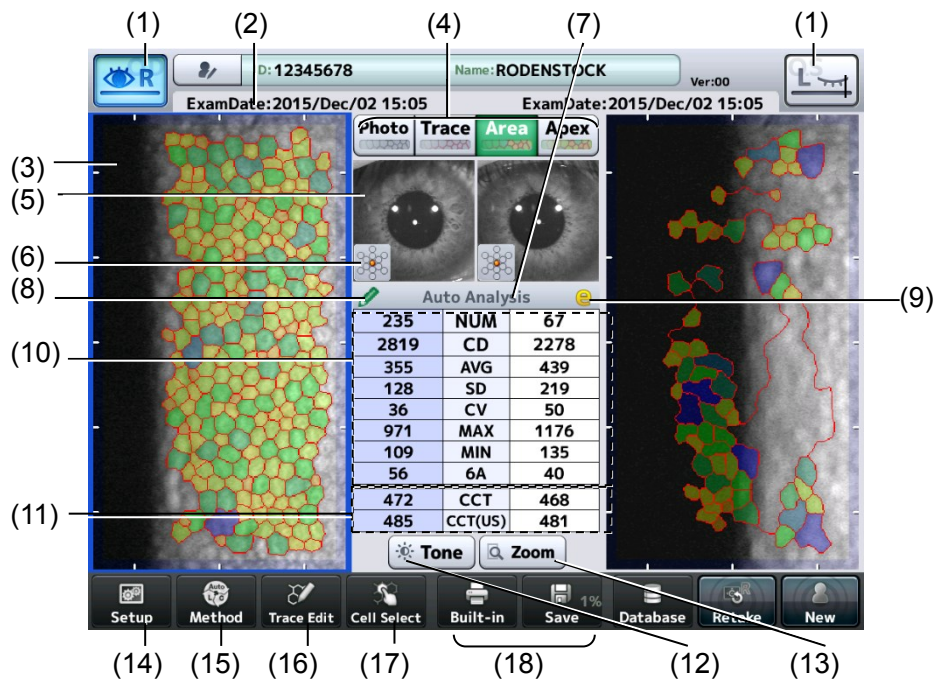 (1) (2) (4) (7) (1)
R D: 12345678 Name: RODENSTOCK Ver:00 L
ExamDate:2015/Dec/02 15:05 ExamDate:2015/Dec/02 15:05
Photo Trace Area Apex
(3)
(5)
(6)
(8) Auto Analysis e (9)
235 NUM 67
2819 CD 2278
(10) 355 AVG 439
128 SD 219
36 CV 50
971 MAX 1176
109 MIN 135
56 6A 40
(11) 472 CCT 468
485 CCT(US) 481
Tone Zoom
Auto 1%
Setup Method Trace Edit Cell Select Built-in Save Database Retake New
(14) (15) (16) (17) (18) (12) (13)